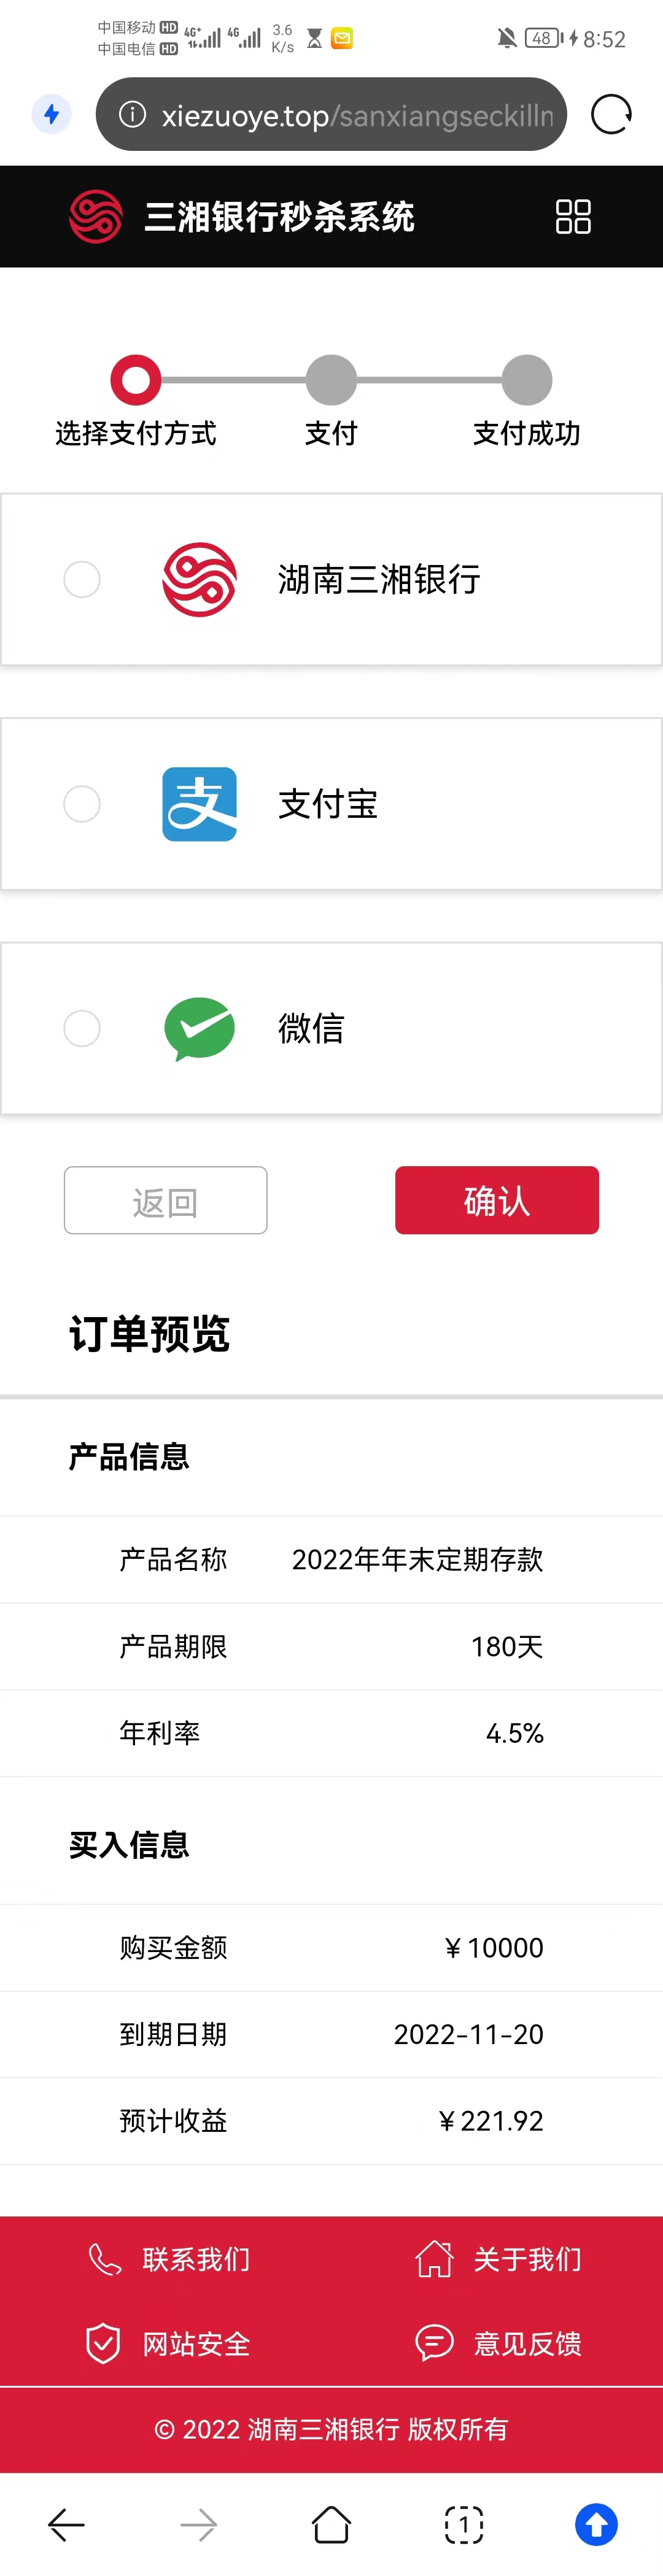 中国移动 HD 4G+ 4G 3.6 K/s 48 8:52
中国电信 HD
xiezuoye.top/sanxiangseckill
三湘银行秒杀系统
选择支付方式 支付 支付成功
湖南三湘银行
支 支付宝
微信
返回 确认
订单预览
产品信息
产品名称 2022年年末定期存款
产品期限 180天
年利率 4.5%
买入信息
购买金额 ￥10000
到期日期 2022-11-20
预计收益 ￥221.92
联系我们 关于我们
网站安全 意见反馈
© 2022 湖南三湘银行 版权所有
1